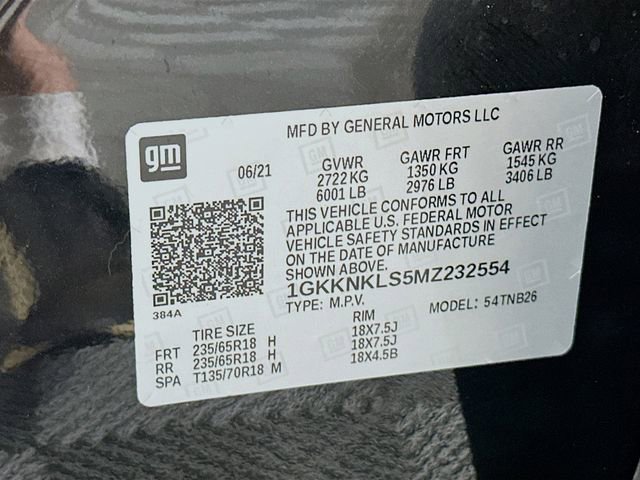 MFD BY GENERAL MOTORS LLC
gm
06/21
GVWR
2722 KG
6001 LB
GAWR FRT
1350 KG
2976 LB
GAWR RR
1545 KG
3406 LB
THIS VEHICLE CONFORMS TO ALL
APPLICABLE U.S. FEDERAL MOTOR
VEHICLE SAFETY STANDARDS IN EFFECT
ON THE DATE OF MANUFACTURE
SHOWN ABOVE.
1GKKNKLS5MZ232554
TYPE: M.P.V. MODEL: 54TNB26
384A
TIRE SIZE RIM
FRT 235/65R18 H 18X7.5J
RR 235/65R18 H 18X7.5J
SPA T135/70R18 M 18X4.5B